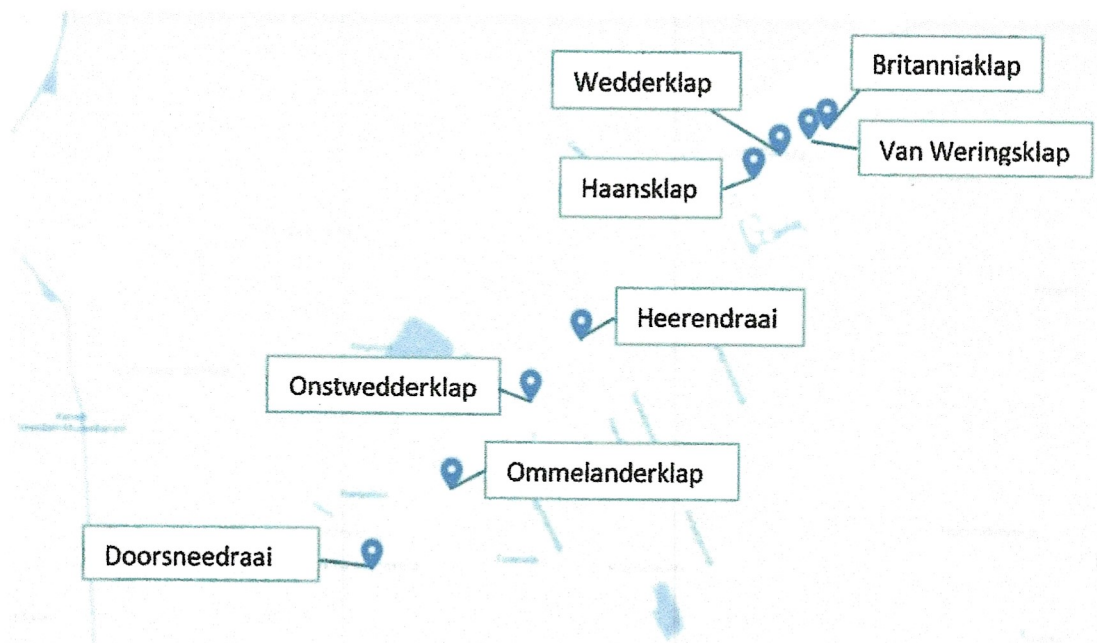 Britanniaklap
Wedderklap
Van Weringsklap
Haansklap
Heerendraai
Onstwedderklap
Ommelanderklap
Doorsneedraai